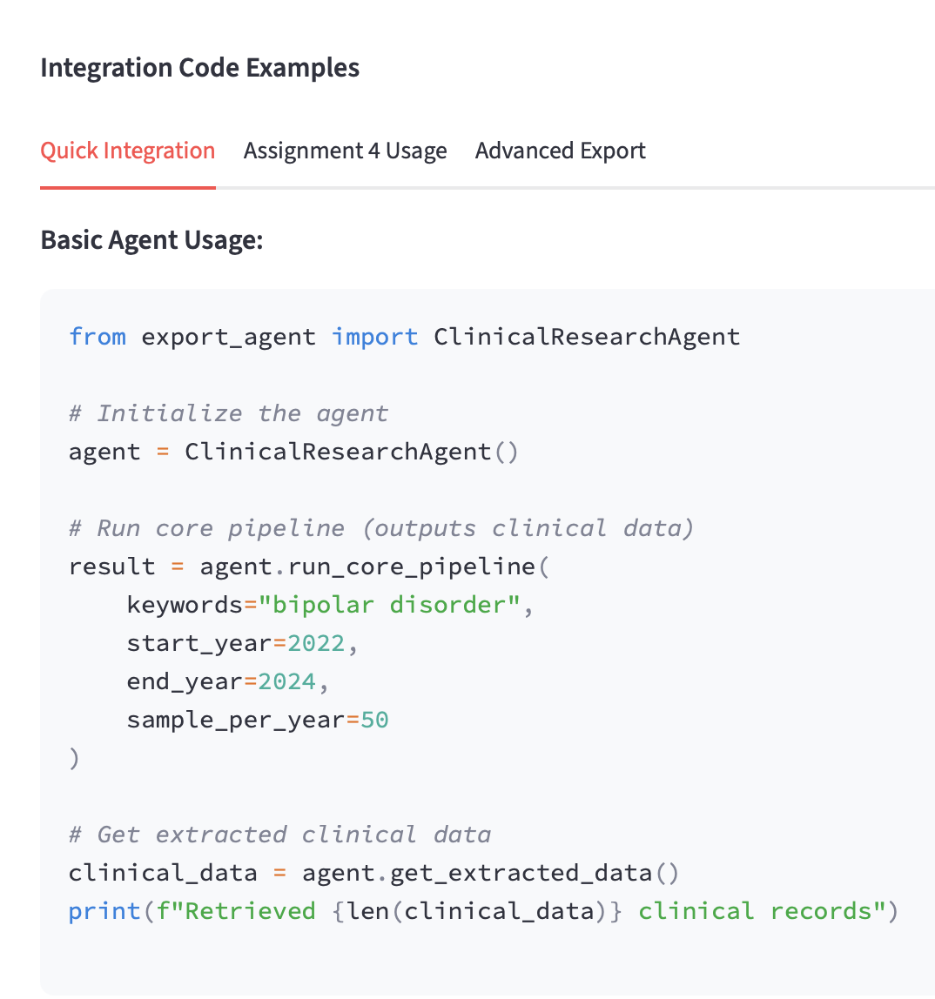 Integration Code Examples
Quick Integration Assignment 4 Usage Advanced Export
Basic Agent Usage:
from export_agent import ClinicalResearchAgent
# Initialize the agent
agent = ClinicalResearchAgent()
# Run core pipeline (outputs clinical data)
result = agent.run_core_pipeline(
    keywords="bipolar disorder",
    start_year=2022,
    end_year=2024,
    sample_per_year=50
)
# Get extracted clinical data
clinical_data = agent.get_extracted_data()
print(f"Retrieved {len(clinical_data)} clinical records")